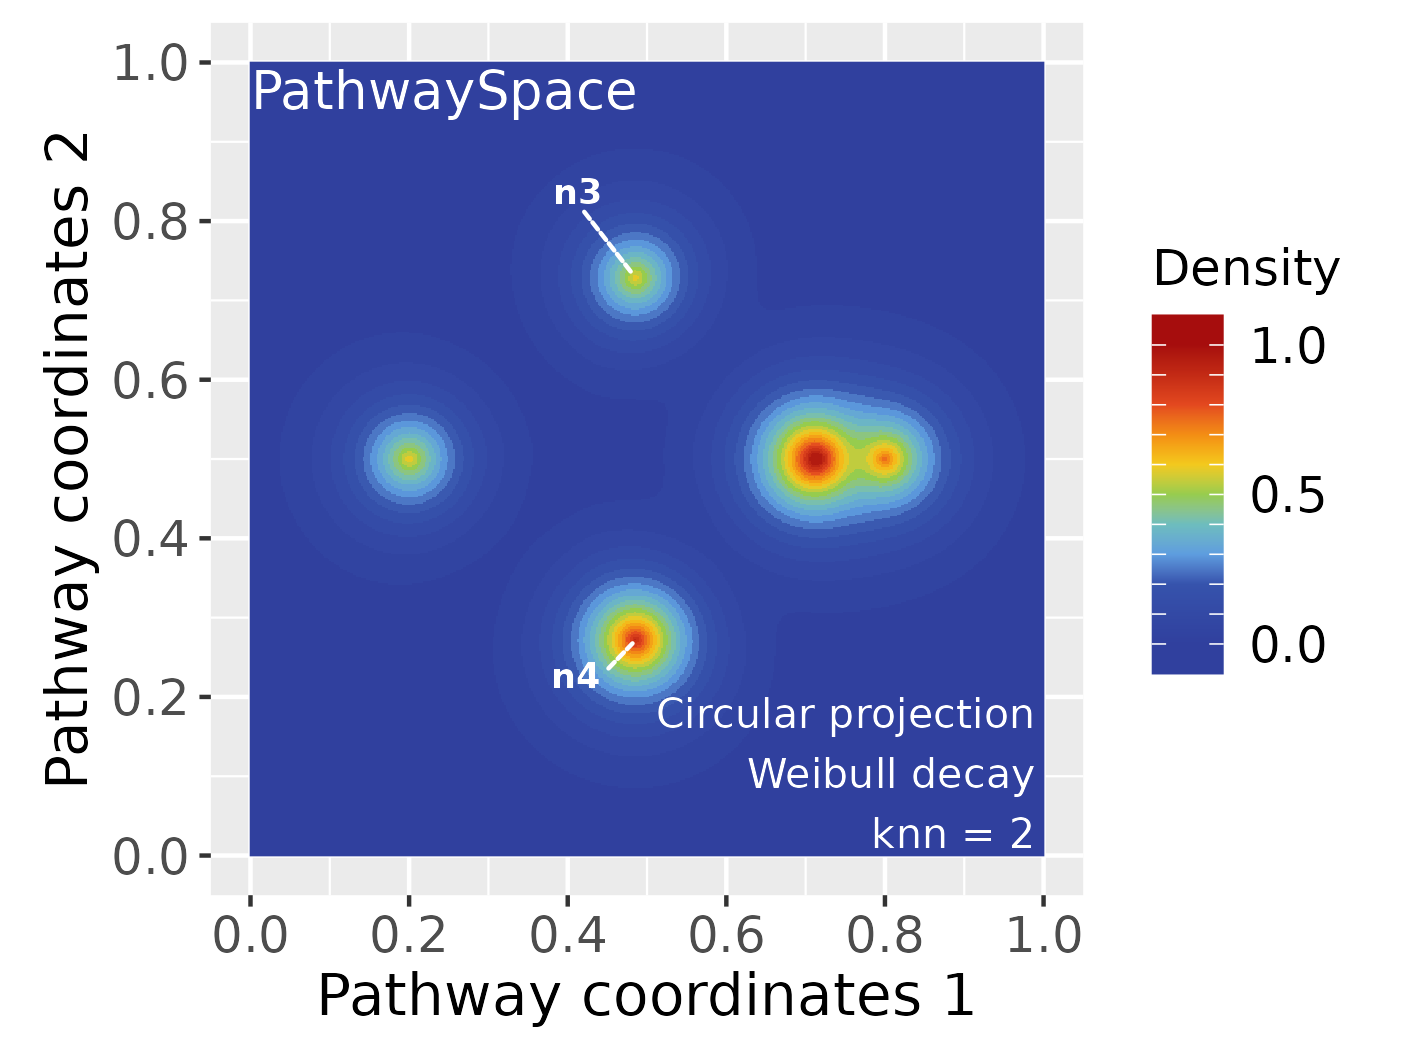 PathwaySpace
n3
n4
Circular projection
Weibull decay
knn = 2
Pathway coordinates 2
1.0
0.8
0.6
0.4
0.2
0.0
0.0 0.2 0.4 0.6 0.8 1.0
Pathway coordinates 1
Density
1.0
0.5
0.0